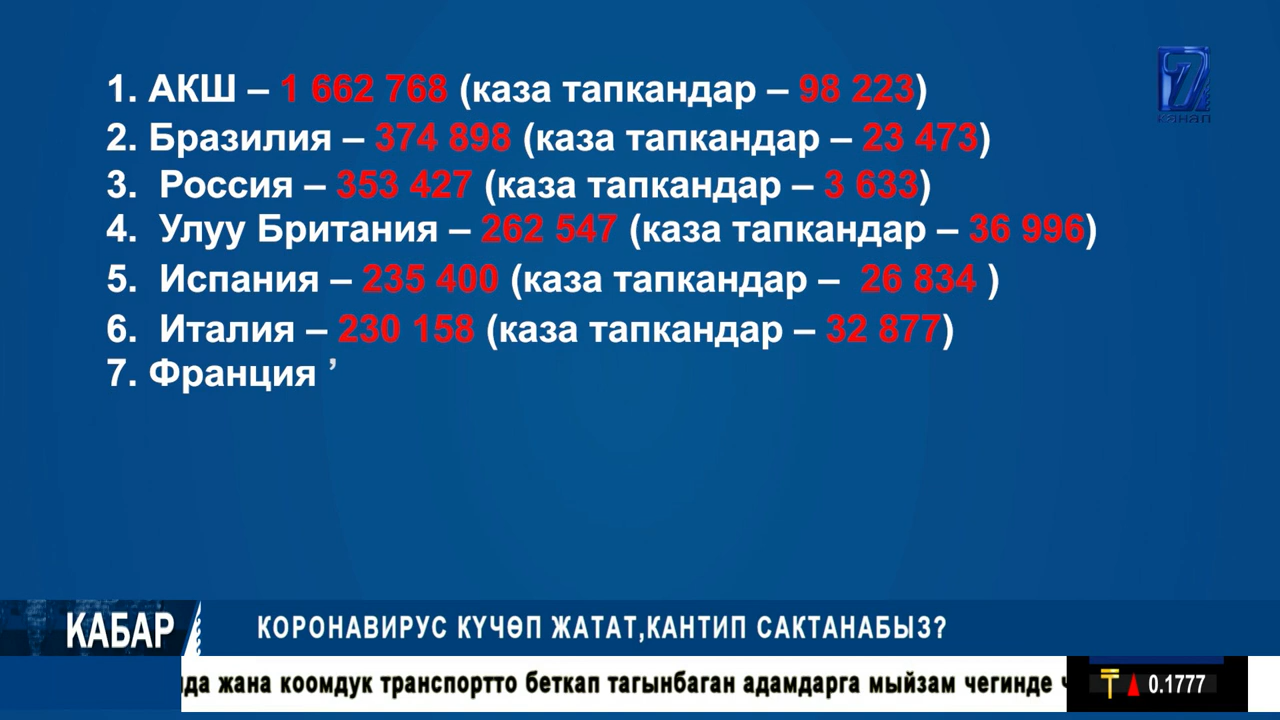 1. АКШ – 1 662 768 (каза тапкандар – 98 223)
2. Бразилия – 374 898 (каза тапкандар – 23 473)
3. Россия – 353 427 (каза тапкандар – 3 633)
4. Улуу Британия – 262 547 (каза тапкандар – 36 996)
5. Испания – 235 400 (каза тапкандар – 26 834 )
6. Италия – 230 158 (каза тапкандар – 32 877)
7. Франция ’
7
канал
КАБАР
КОРОНАВИРУС КҮЧӨП ЖАТАТ,КАНТИП САКТАНАБЫЗ?
жана коомдук транспортто беткап тагынбаган адамдарга мыйзам чегинде
₸ ▲ 0.1777